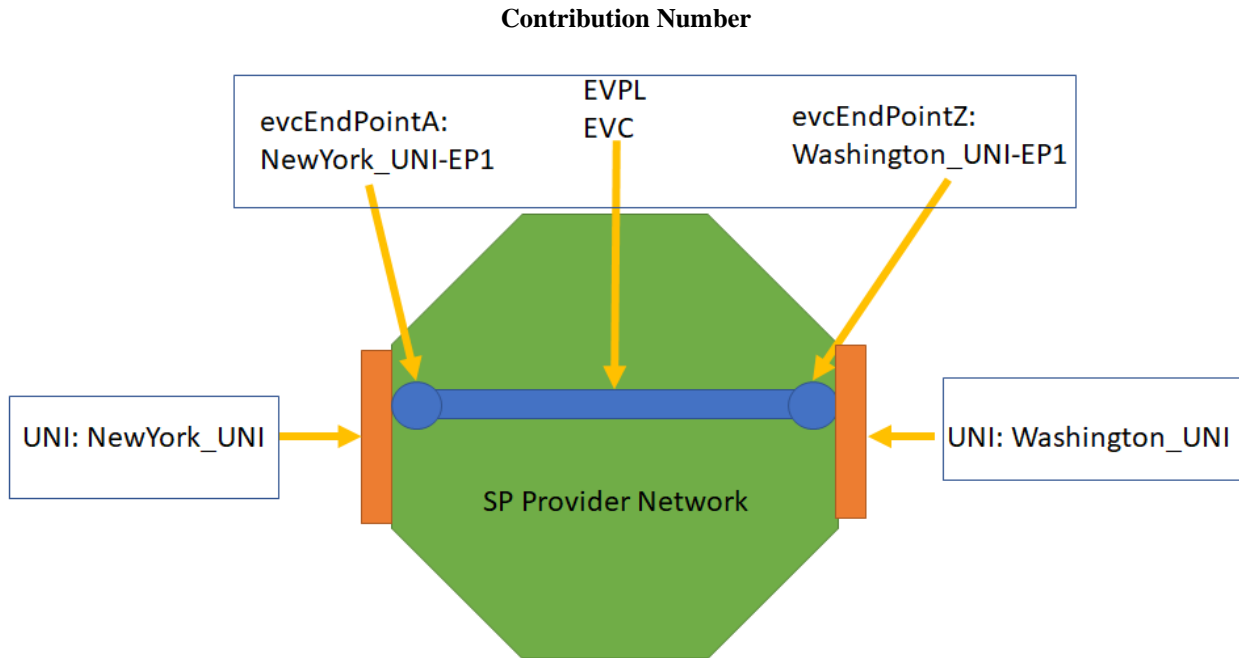 Contribution Number
EVPL
EVC
evcEndPointA:
NewYork_UNI-EP1
evcEndPointZ:
Washington_UNI-EP1
UNI: NewYork_UNI
UNI: Washington_UNI
SP Provider Network